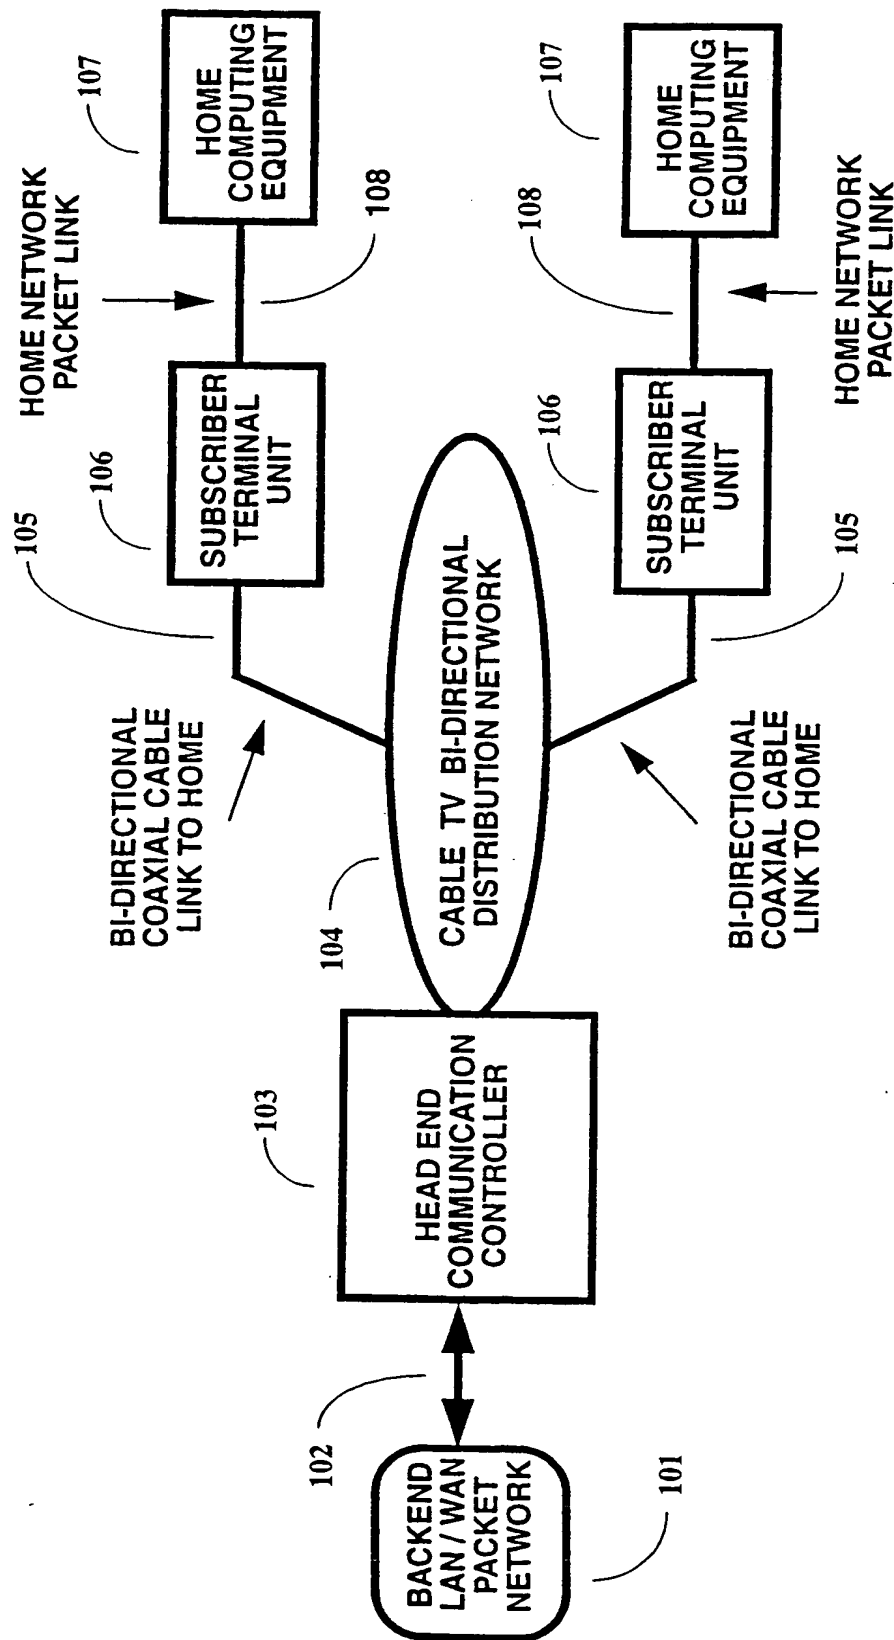 BACKEND
LAN / WAN
PACKET
NETWORK
101
102
HEAD END
COMMUNICATION
CONTROLLER
103
CABLE TV BI-DIRECTIONAL
DISTRIBUTION NETWORK
104
BI-DIRECTIONAL
COAXIAL CABLE
LINK TO HOME
105
SUBSCRIBER
TERMINAL
UNIT
106
HOME NETWORK
PACKET LINK
108
HOME
COMPUTING
EQUIPMENT
107
BI-DIRECTIONAL
COAXIAL CABLE
LINK TO HOME
105
SUBSCRIBER
TERMINAL
UNIT
106
HOME NETWORK
PACKET LINK
108
HOME
COMPUTING
EQUIPMENT
107